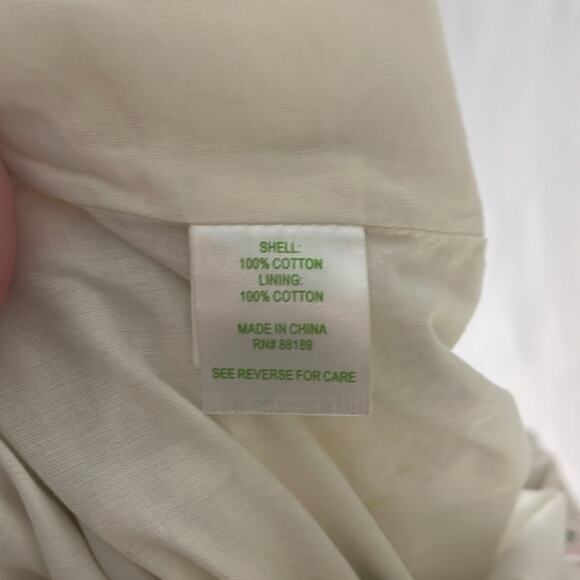 SHELL:
100% COTTON
LINING:
100% COTTON
MADE IN CHINA
RN# 88189
SEE REVERSE FOR CARE